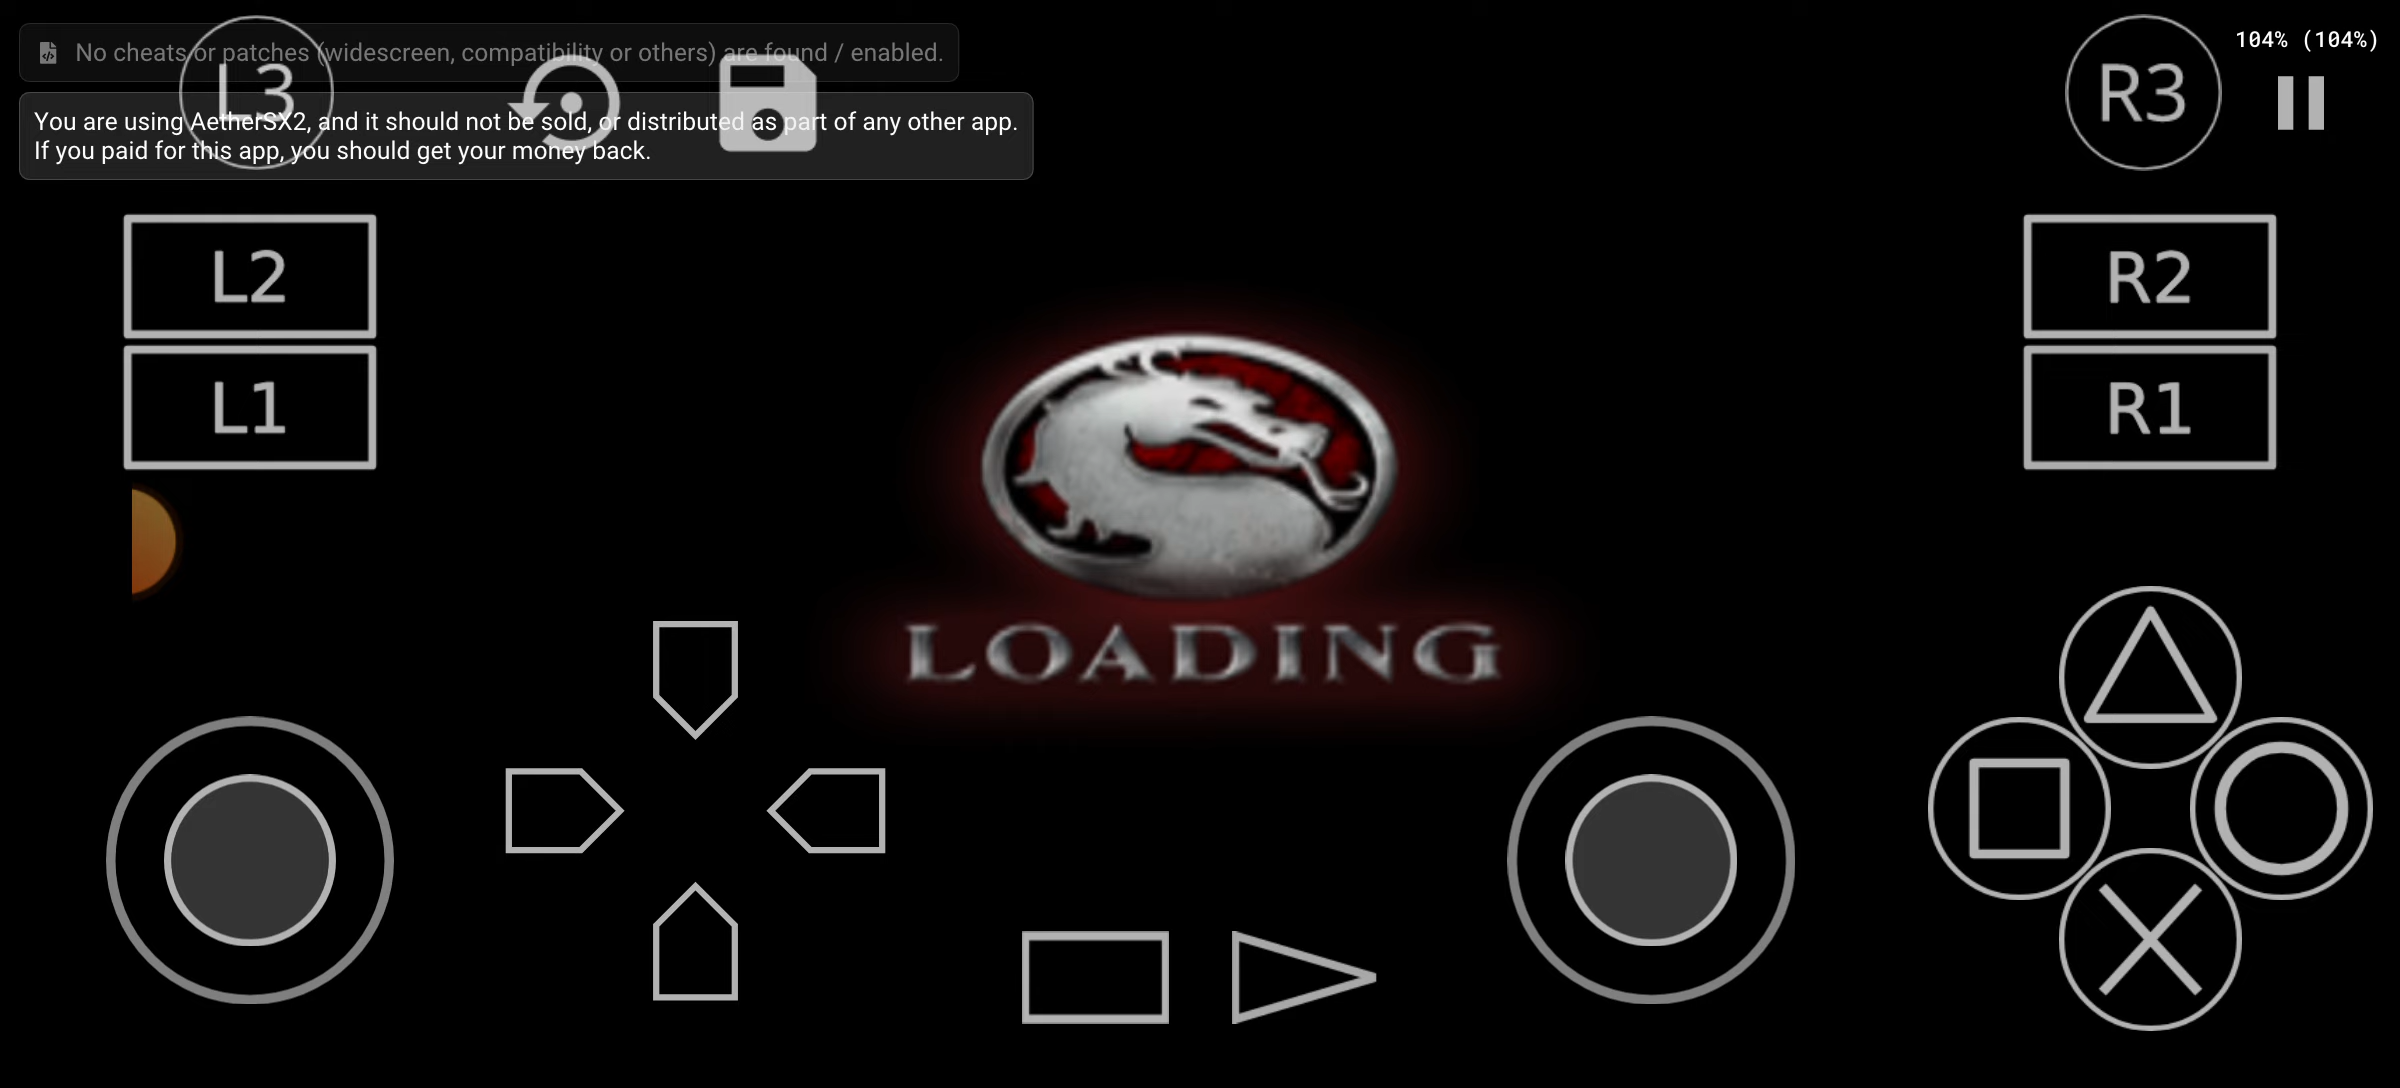 No cheats or patches (widescreen, compatibility or others) are found / enabled.
L3
R3
104% (104%)
You are using AetherSX2, and it should not be sold, or distributed as part of any other app.
If you paid for this app, you should get your money back.
L2
R2
L1
R1
LOADING